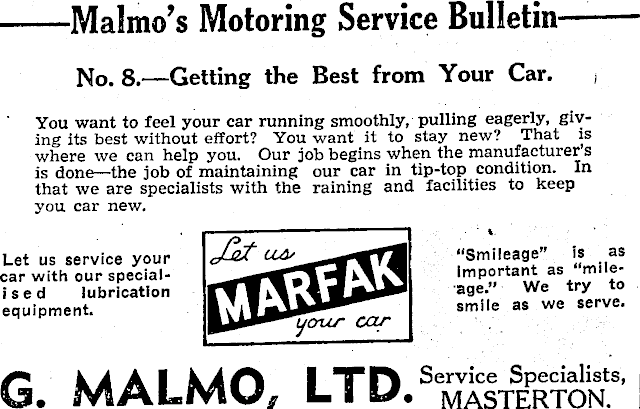 Malmo's Motoring Service Bulletin
No. 8.—Getting the Best from Your Car.
You want to feel your car running smoothly, pulling eagerly, giv-
ing its best without effort? You want it to stay new? That is
where we can help you. Our job begins when the manufacturer's
is done—the job of maintaining our car in tip-top condition. In
that we are specialists with the raining and facilities to keep
you car new.
Let us service your
car with our special-
ised lubrication
equipment.
Let us
MARFAK
your car
"Smileage" is as
important as "mile-
age." We try to
smile as we serve.
G. MALMO, LTD.
Service Specialists,
MASTERTON.